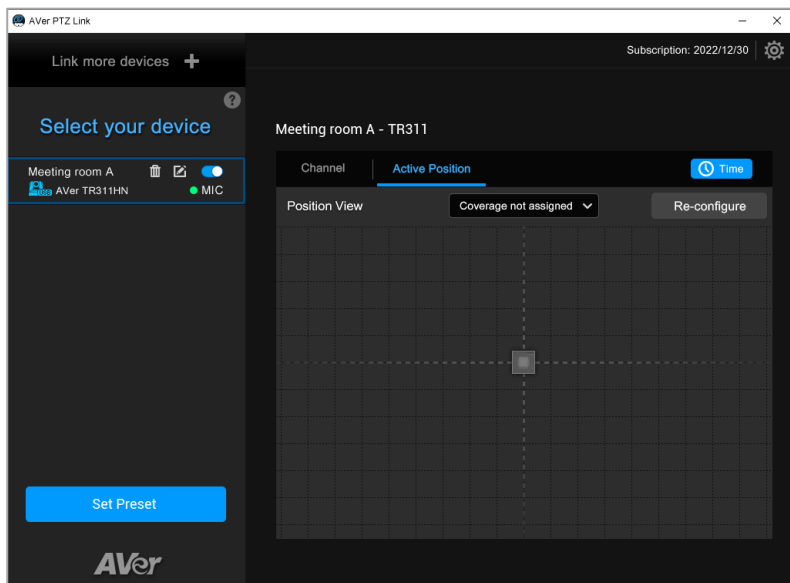 AVer PTZ Link
Link more devices +
Subscription: 2022/12/30
?
Select your device
Meeting room A
USB AVer TR311HN
MIC
Set Preset
AVer
Meeting room A - TR311
Channel
Active Position
Time
Position View
Coverage not assigned
Re-configure